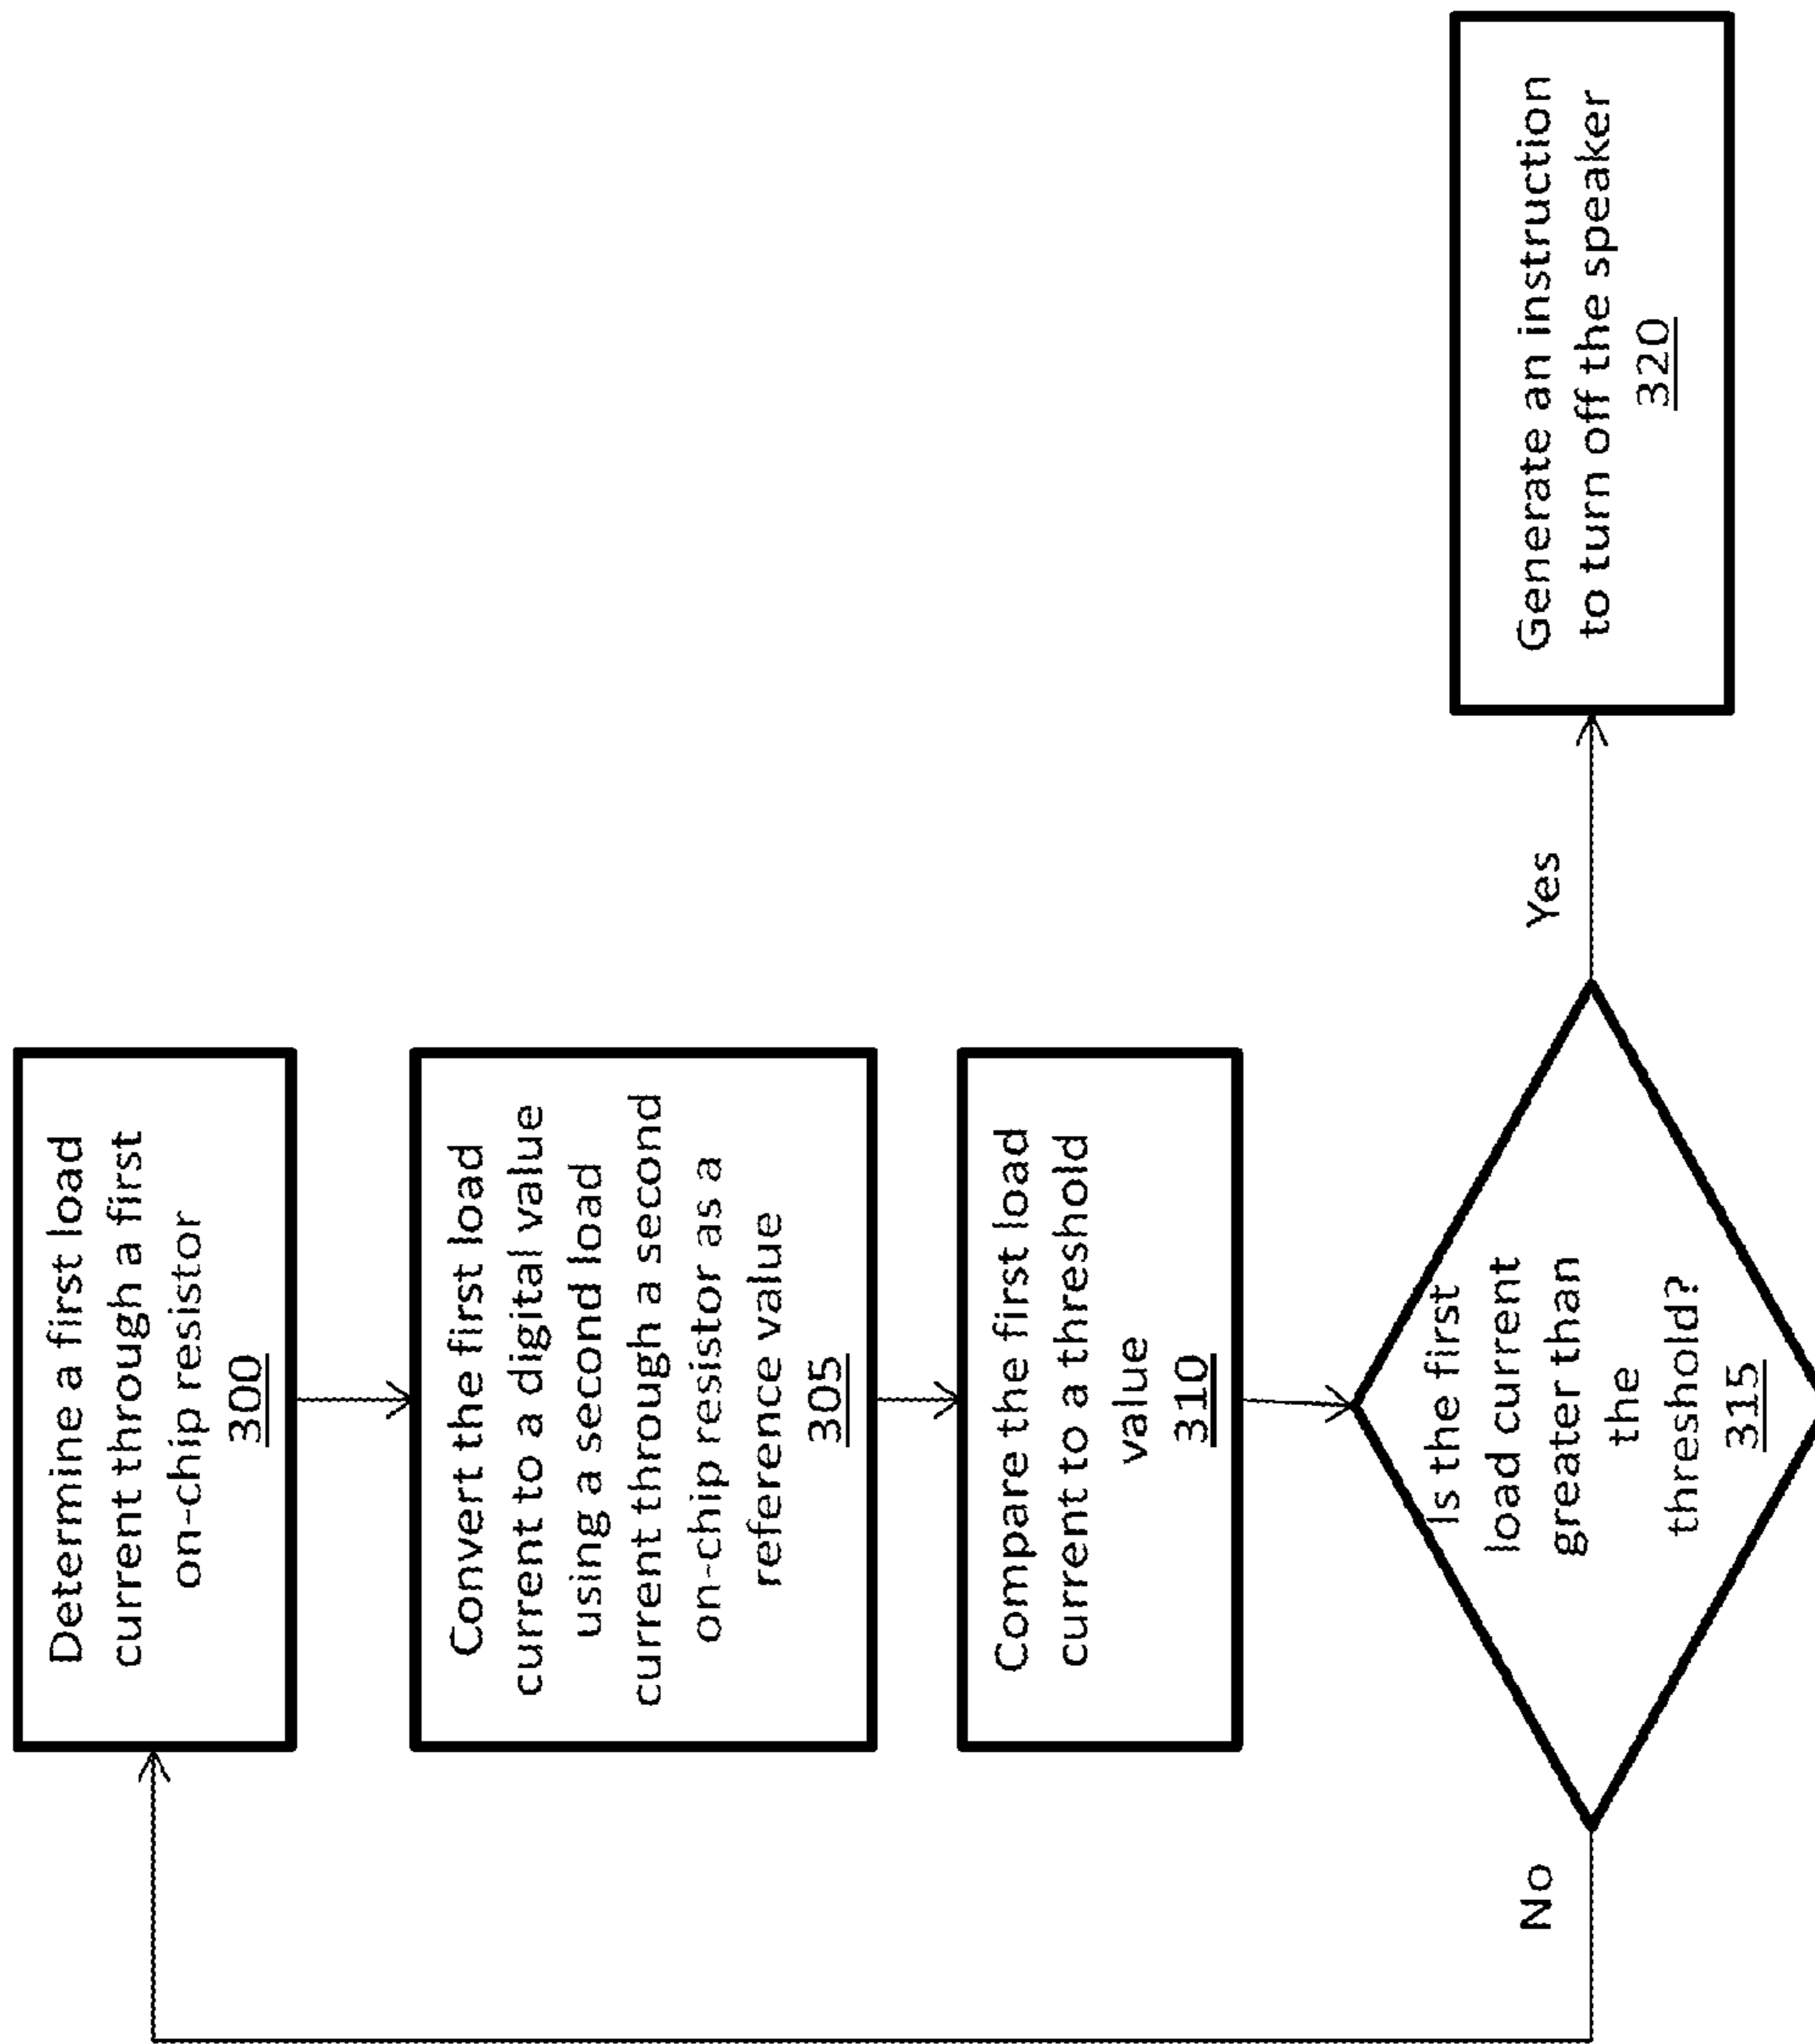 Determine a first load
current through a first
on-chip resistor
300
Convert the first load
current to a digital value
using a second load
current through a second
on-chip resistor as a
reference value
305
Compare the first load
current to a threshold
value
310
Is the first
load current
greater than
the
threshold?
315
No
Yes
Generate an instruction
to turn off the speaker
320